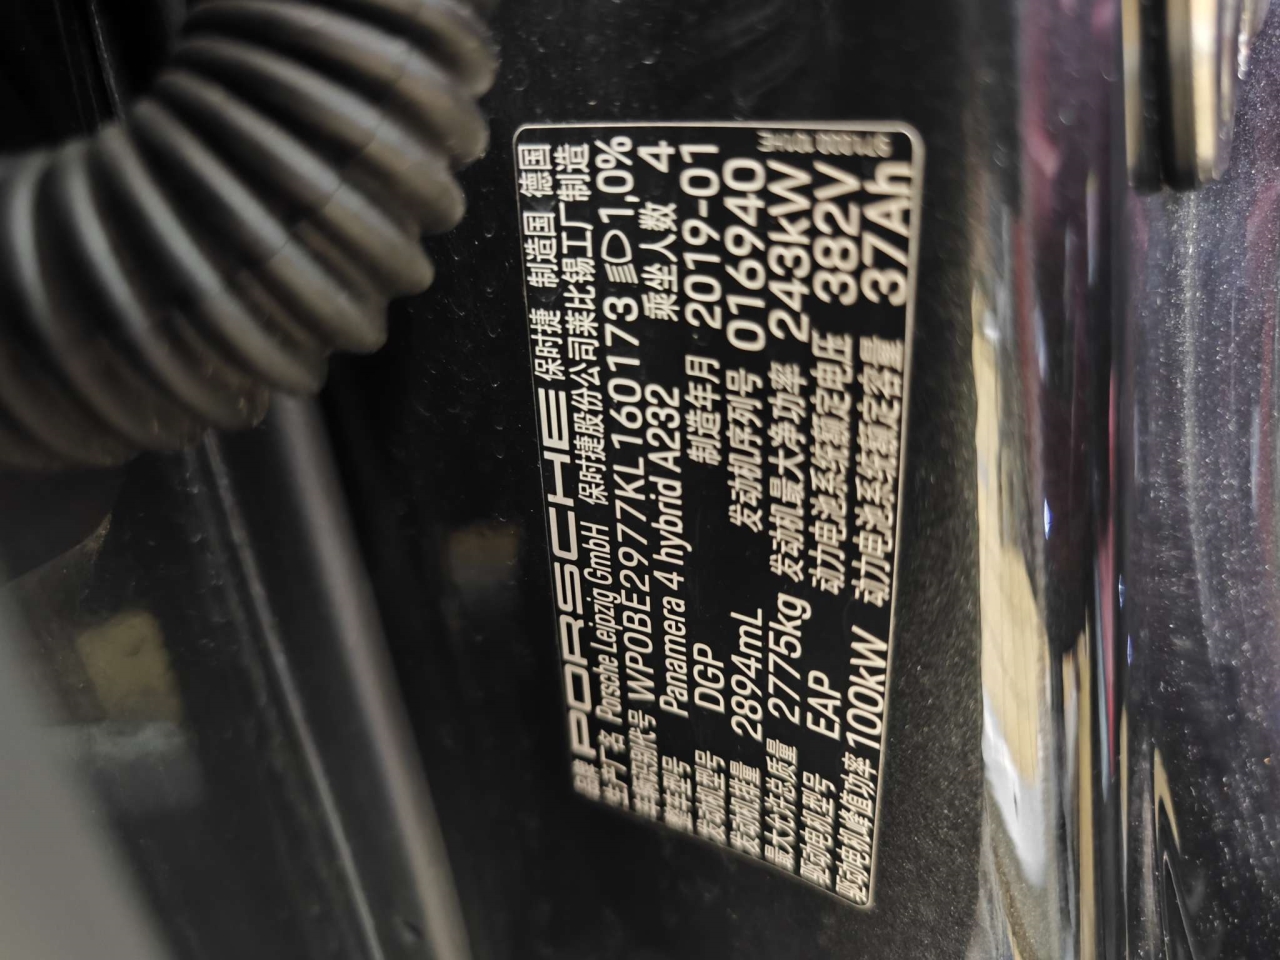 品牌 PORSCHE 保时捷 制造国 德国
生产厂名 Porsche Leipzig GmbH 保时捷股份公司莱比锡工厂制造
车辆识别代号 WP0BE2977KL160173 1,0%
整车型号 Panamera 4 hybrid A232 乘坐人数 4
发动机型号 DGP 制造年月 2019-01
发动机排量 2894mL 发动机序列号 016940
最大允许总质量 2775kg 发动机最大净功率 243kW
驱动电机型号 EAP 动力电池系统额定电压 382V
驱动电机峰值功率 100kW 动力电池系统额定容量 37Ah